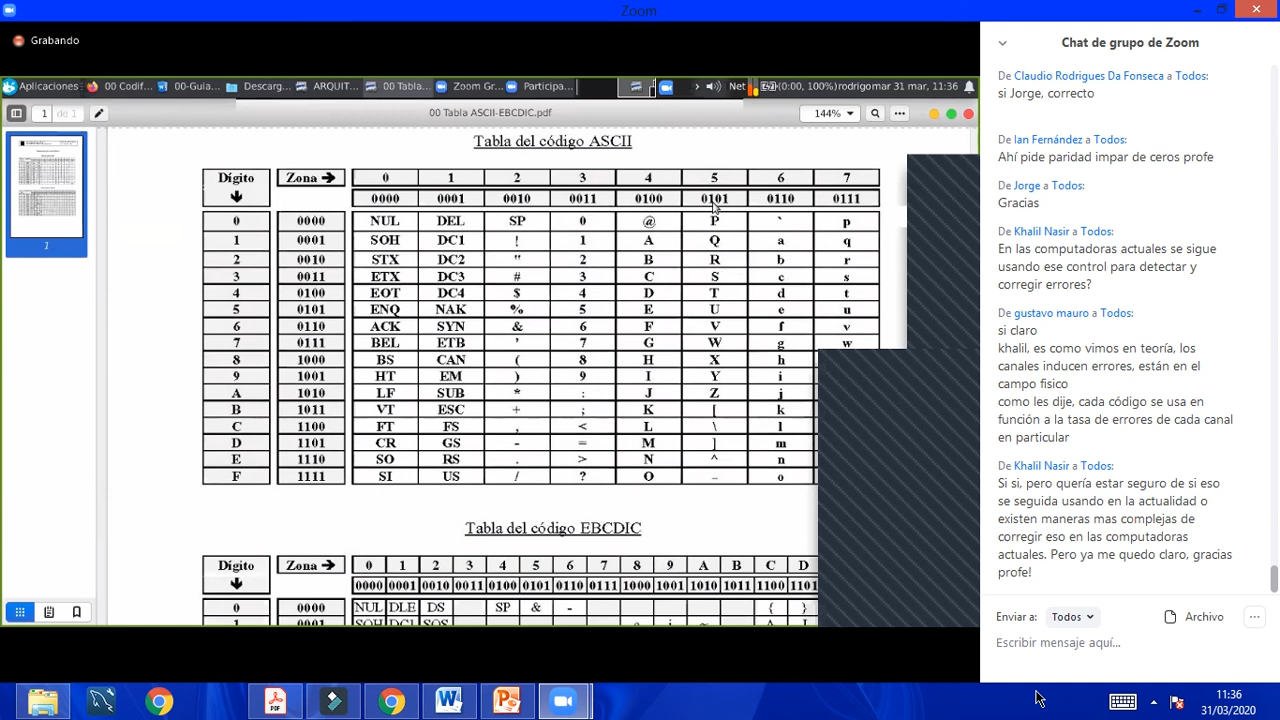 Zoom
Grabando
Aplicaciones 00 Codif... 00-Guia... Descarg... ARQUIT... 00 Tabla... Zoom Gr... Participa... Net (0:00, 100%) rodrigomar 31 mar, 11:36
1 de 1 00 Tabla ASCII-EBCDIC.pdf 144%
1
Tabla del código ASCII
Dígito Zona 0 1 2 3 4 5 6 7
0000 0001 0010 0011 0100 0101 0110 0111
0 0000 NUL DEL SP 0 @ P ` p
1 0001 SOH DC1 ! 1 A Q a q
2 0010 STX DC2 " 2 B R b r
3 0011 ETX DC3 # 3 C S c s
4 0100 EOT DC4 $ 4 D T d t
5 0101 ENQ NAK % 5 E U e u
6 0110 ACK SYN & 6 F V f v
7 0111 BEL ETB ' 7 G W g w
8 1000 BS CAN ( 8 H X h
9 1001 HT EM ) 9 I Y i
A 1010 LF SUB * : J Z j
B 1011 VT ESC + ; K [ k
C 1100 FT FS , < L \ l
D 1101 CR GS - = M ] m
E 1110 SO RS . > N ^ n
F 1111 SI US / ? O _ o
Tabla del código EBCDIC
Dígito Zona 0 1 2 3 4 5 6 7 8 9 A B C D
0000 0001 0010 0011 0100 0101 0110 0111 1000 1001 1010 1011 1100 1101
0 0000 NUL DLE DS SP & - { }
1 0001 SOH DC1 SOS
Chat de grupo de Zoom
De Claudio Rodrigues Da Fonseca a Todos:
si Jorge, correcto
De Ian Fernández a Todos:
Ahí pide paridad impar de ceros profe
De Jorge a Todos:
Gracias
De Khalil Nasir a Todos:
En las computadoras actuales se sigue
usando ese control para detectar y
corregir errores?
De gustavo mauro a Todos:
si claro
khalil, es como vimos en teoría, los
canales inducen errores, están en el
campo fisico
como les dije, cada código se usa en
función a la tasa de errores de cada canal
en particular
De Khalil Nasir a Todos:
Si si, pero quería estar seguro de si eso
se seguida usando en la actualidad o
existen maneras mas complejas de
corregir eso en las computadoras
actuales. Pero ya me quedo claro, gracias
profe!
Enviar a: Todos Archivo
Escribir mensaje aquí...
11:36
31/03/2020